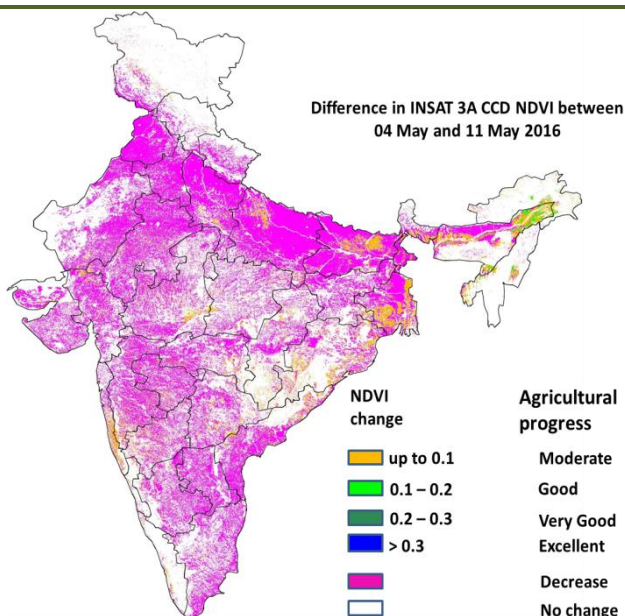 Difference in INSAT 3A CCD NDVI between
04 May and 11 May 2016
NDVI change
Agricultural progress
up to 0.1 Moderate
0.1 – 0.2 Good
0.2 – 0.3 Very Good
> 0.3 Excellent
Decrease
No change